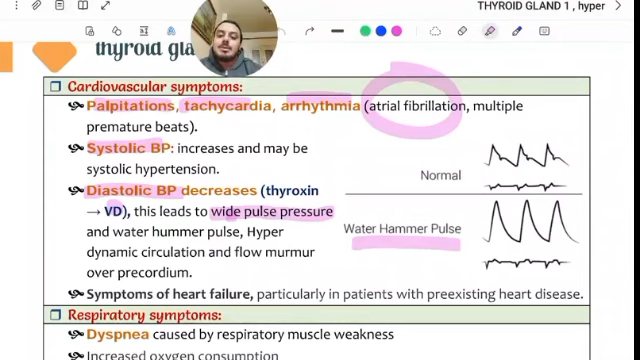 THYROID GLAND 1 , hyper
thyroid gla
Cardiovascular symptoms:
Palpitations, tachycardia, arrhythmia (atrial fibrillation, multiple
premature beats).
Systolic BP: increases and may be
systolic hypertension.
Diastolic BP decreases (thyroxin
→ VD), this leads to wide pulse pressure
and water hummer pulse, Hyper
dynamic circulation and flow murmur
over precordium.
Normal
Water Hammer Pulse
Symptoms of heart failure, particularly in patients with preexisting heart disease.
Respiratory symptoms:
Dyspnea caused by respiratory muscle weakness
Increased oxygen consumption